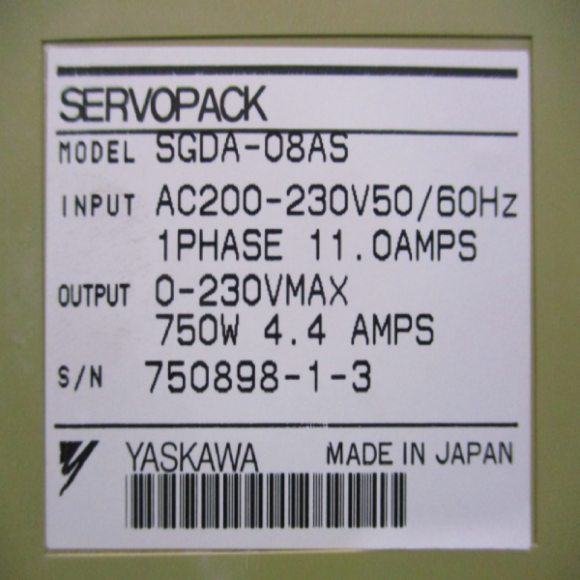 SERVOPACK
MODEL SGDA-08AS
INPUT AC200-230V50/60Hz
1PHASE 11.0AMPS
OUTPUT 0-230VMAX
750W 4.4 AMPS
S/N 750898-1-3
YASKAWA MADE IN JAPAN